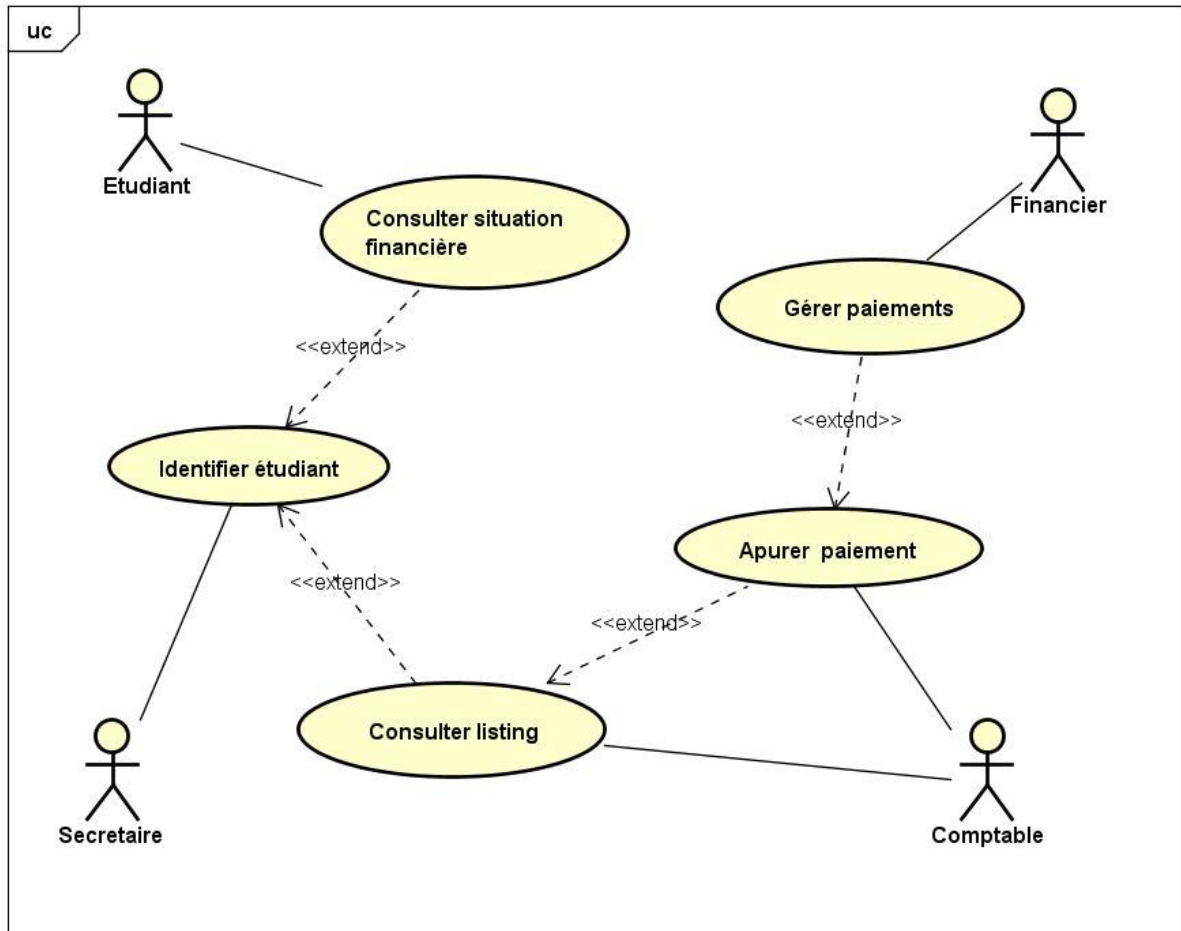 uc
Etudiant
Financier
Consulter situation
financière
Gérer paiements
<<extend>>
<<extend>>
Identifier étudiant
Apurer  paiement
<<extend>>
<<extend>>
Consulter listing
Secretaire
Comptable